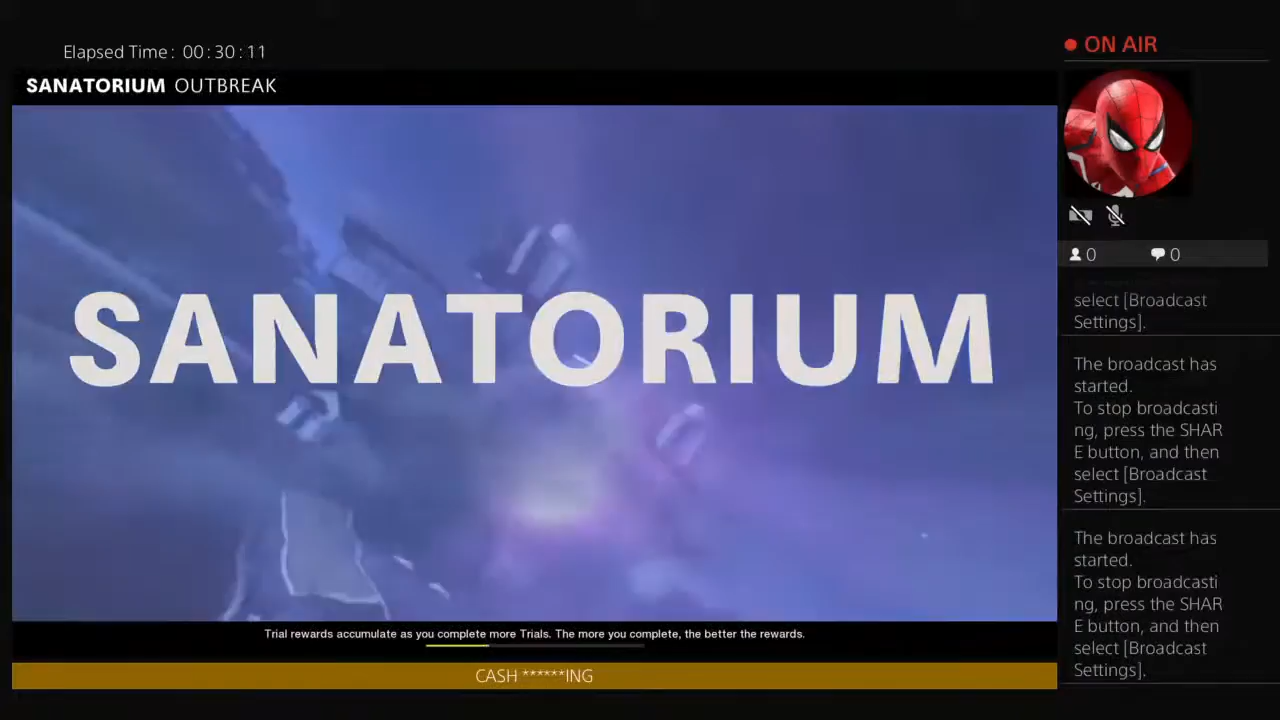 Elapsed Time: 00:30:11
ON AIR
SANATORIUM OUTBREAK
SANATORIUM
0 0
select [Broadcast
Settings].
The broadcast has
started.
To stop broadcasti
ng, press the SHAR
E button, and then
select [Broadcast
Settings].
The broadcast has
started.
To stop broadcasti
ng, press the SHAR
E button, and then
select [Broadcast
Settings].
Trial rewards accumulate as you complete more Trials. The more you complete, the better the rewards.
CASH ******ING